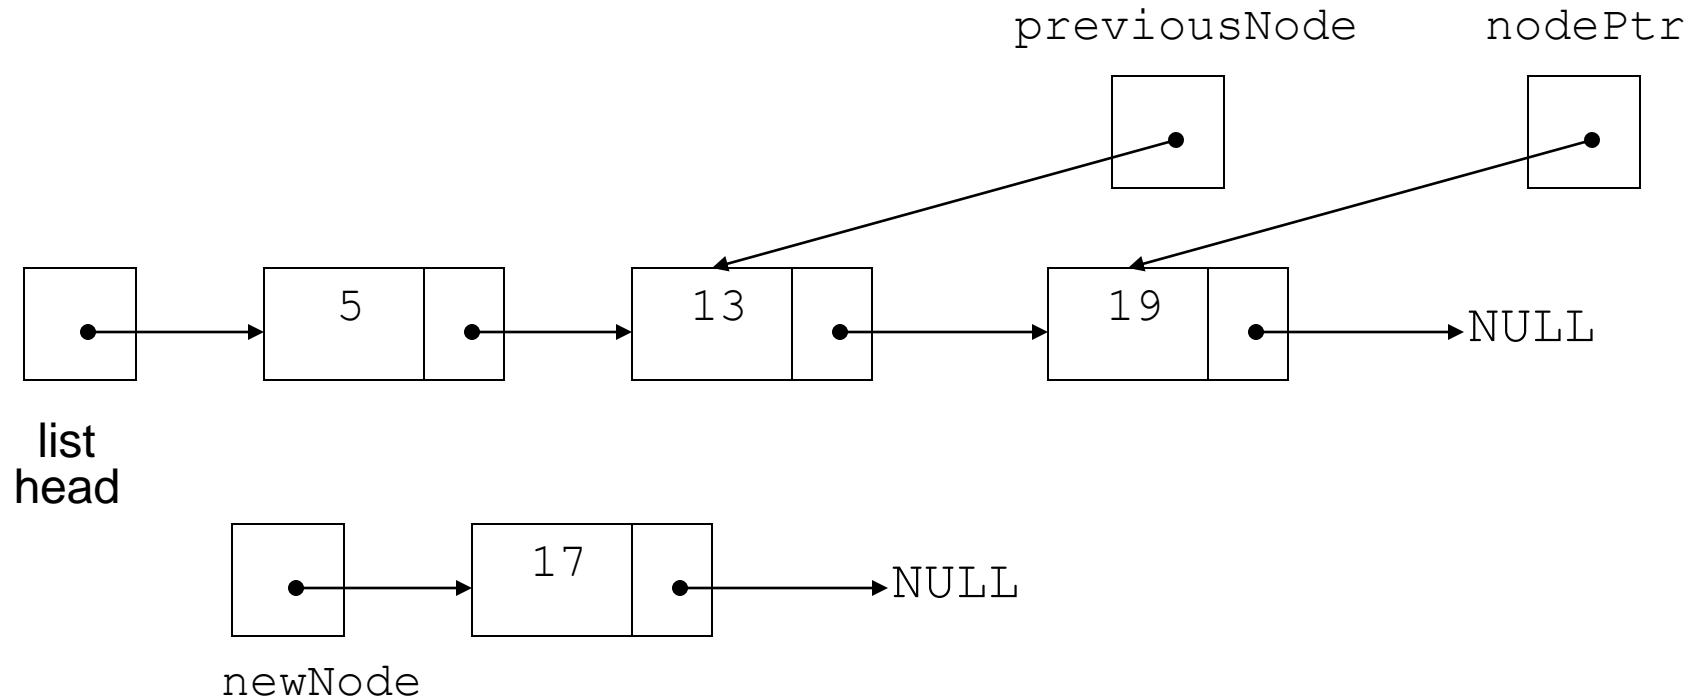 previousNode nodePtr
5 13 19 NULL
list
head
17 NULL
newNode